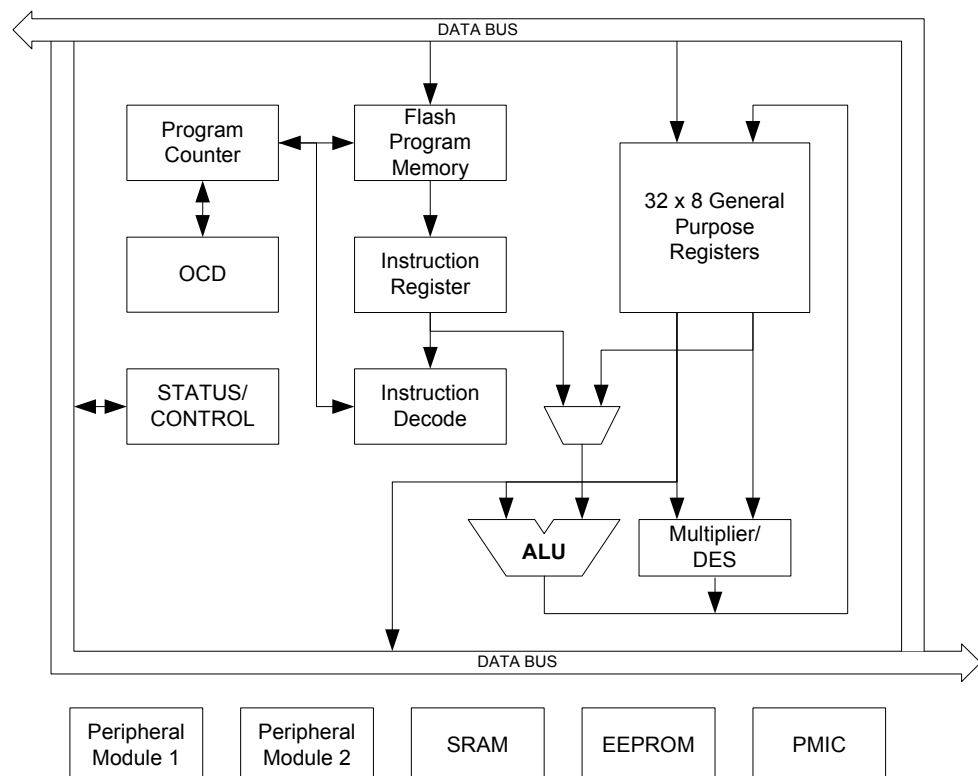 DATA BUS
Program
Counter
Flash
Program
Memory
32 x 8 General
Purpose
Registers
OCD
Instruction
Register
STATUS/
CONTROL
Instruction
Decode
ALU
Multiplier/
DES
DATA BUS
Peripheral
Module 1
Peripheral
Module 2
SRAM
EEPROM
PMIC